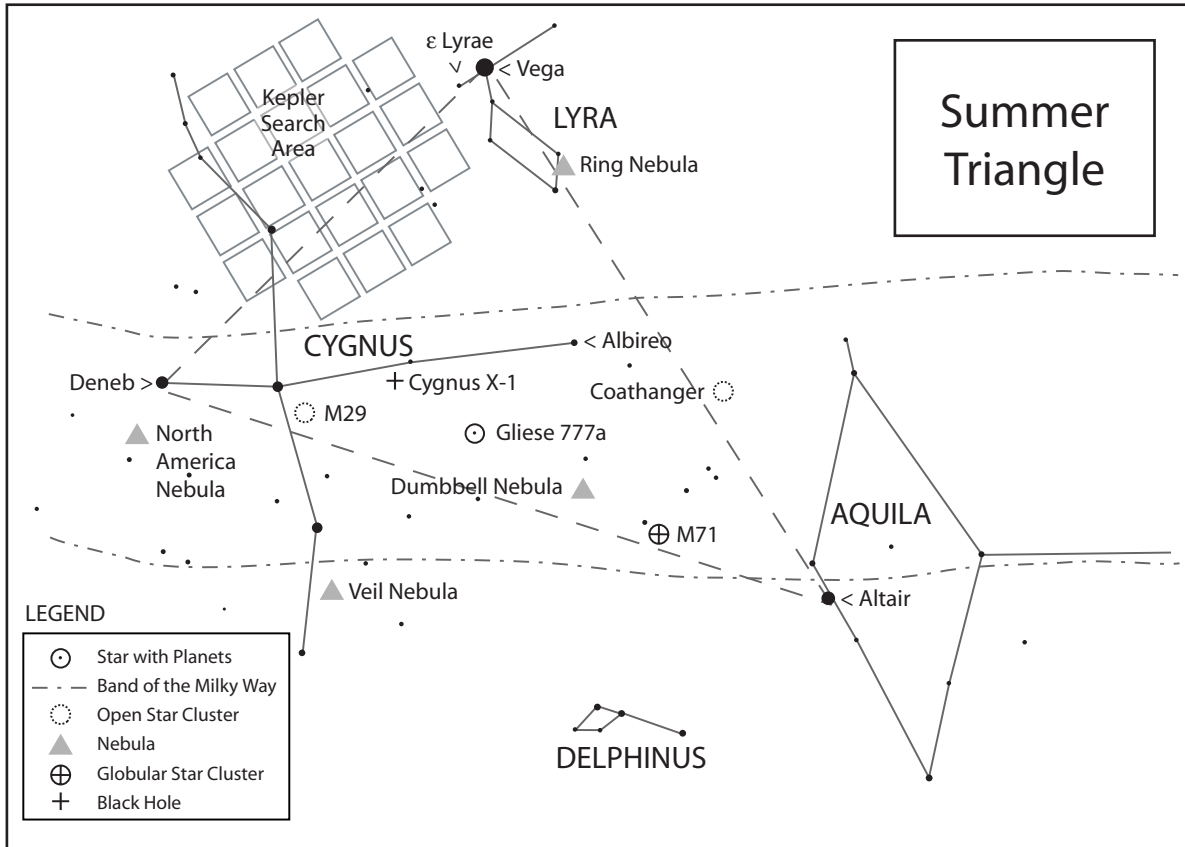 ε Lyrae
< Vega
Kepler
Search
Area
LYRA
Ring Nebula
Summer
Triangle
CYGNUS
< Albireo
Deneb >
Cygnus X-1
Coathanger
M29
North
America
Nebula
Gliese 777a
Dumbbell Nebula
M71
AQUILA
Veil Nebula
< Altair
LEGEND
Star with Planets
Band of the Milky Way
Open Star Cluster
Nebula
Globular Star Cluster
Black Hole
DELPHINUS